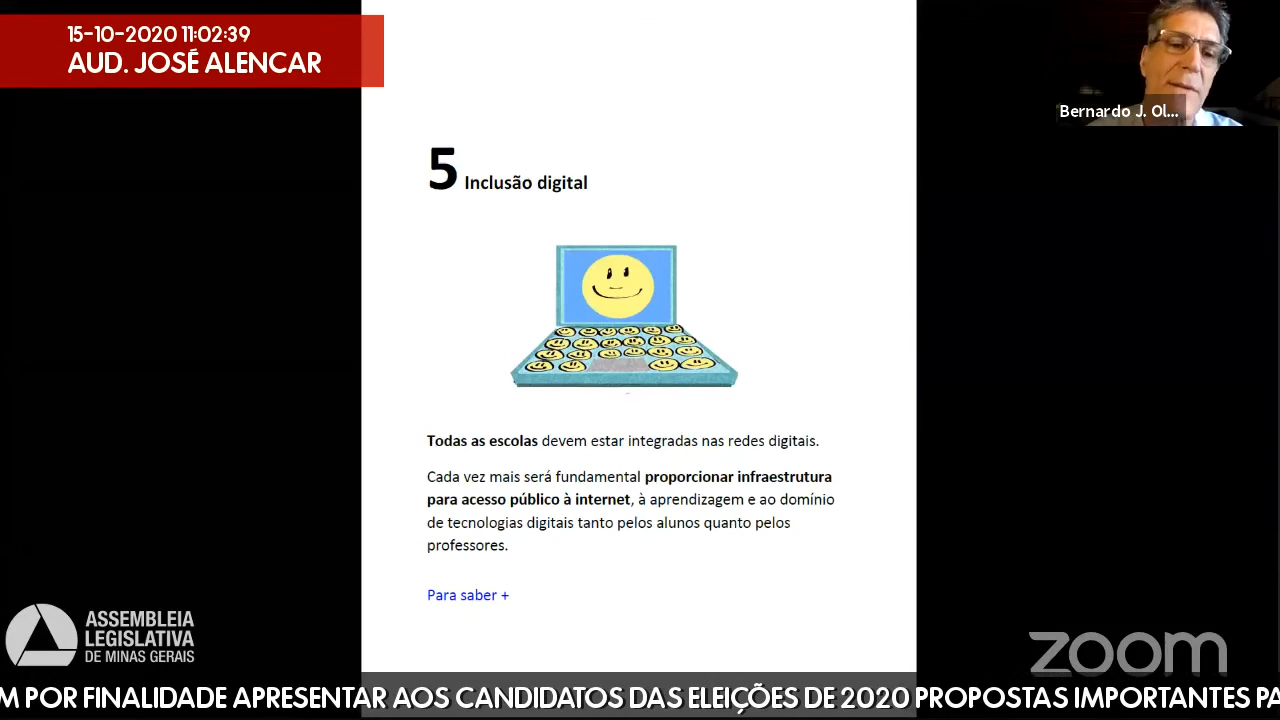 15-10-2020 11:02:39
AUD. JOSÉ ALENCAR
Bernardo J. Ol...
5 Inclusão digital
Todas as escolas devem estar integradas nas redes digitais.
Cada vez mais será fundamental proporcionar infraestrutura
para acesso público à internet, à aprendizagem e ao domínio
de tecnologias digitais tanto pelos alunos quanto pelos
professores.
Para saber +
ASSEMBLEIA
LEGISLATIVA
DE MINAS GERAIS
zoom
M POR FINALIDADE APRESENTAR AOS CANDIDATOS DAS ELEIÇÕES DE 2020 PROPOSTAS IMPORTANTES PA